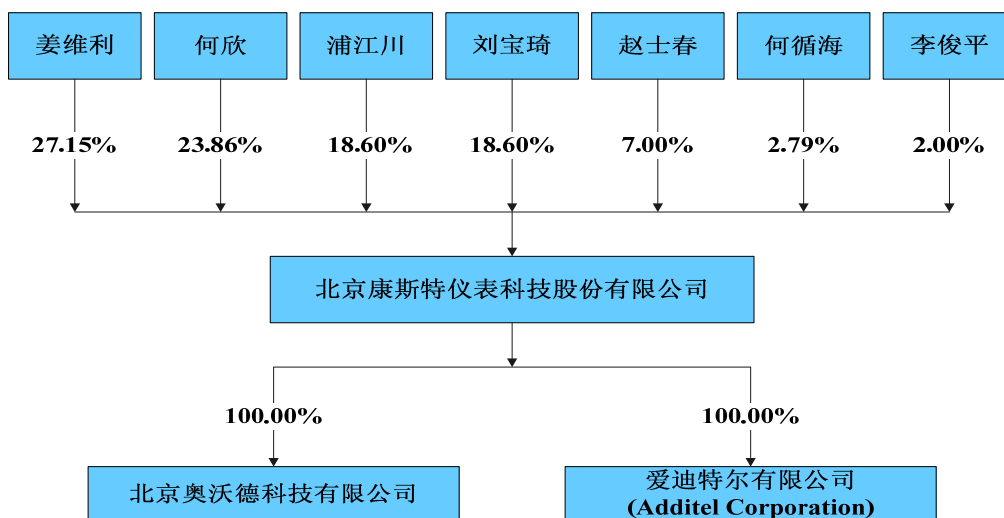 姜维利 何欣 浦江川 刘宝琦 赵士春 何循海 李俊平
27.15% 23.86% 18.60% 18.60% 7.00% 2.79% 2.00%
北京康斯特仪表科技股份有限公司
100.00% 100.00%
北京奥沃德科技有限公司
爱迪特尔有限公司
(Additel Corporation)